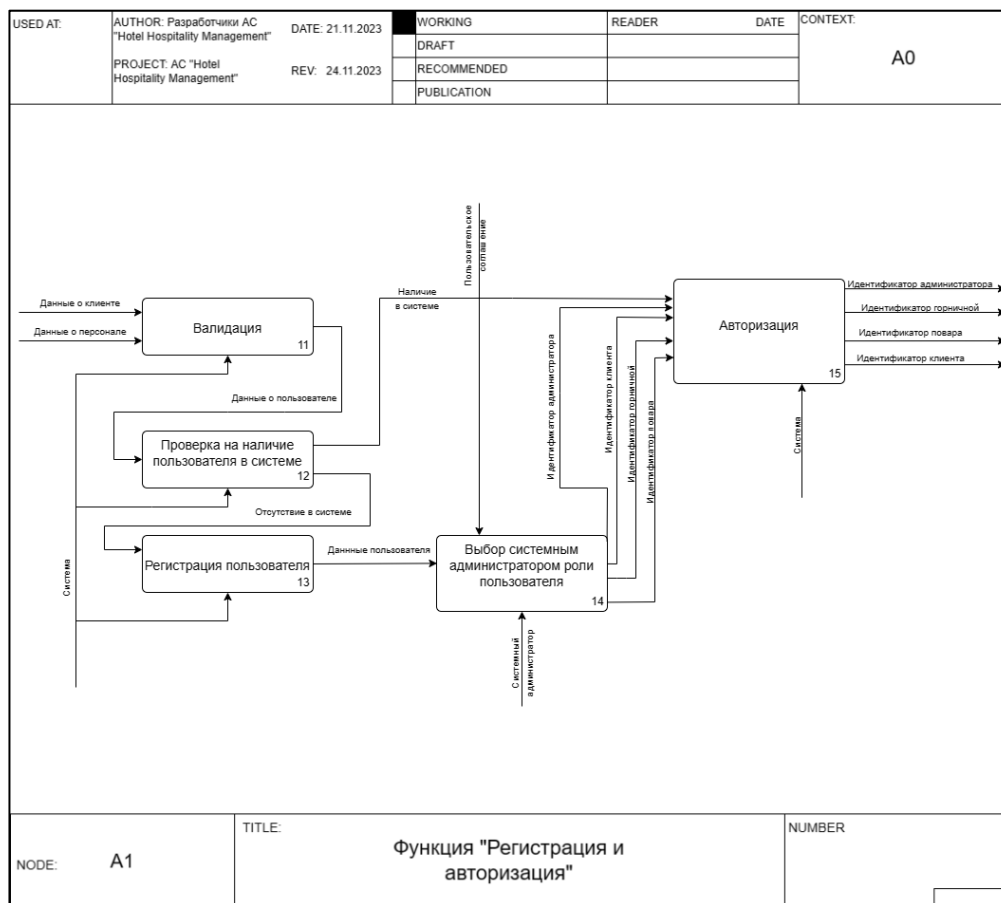 USED AT:
AUTHOR: Разработчики АС
"Hotel Hospitality Management"
DATE: 21.11.2023
PROJECT: АС "Hotel
Hospitality Management"
REV: 24.11.2023
WORKING
DRAFT
RECOMMENDED
PUBLICATION
READER
DATE
CONTEXT:
A0
Пользовательское
соглашение
Данные о клиенте
Данные о персонале
Валидация
11
Наличие
в системе
Авторизация
15
Идентификатор администратора
Идентификатор горничной
Идентификатор повара
Идентификатор клиента
Данные о пользователе
Проверка на наличие
пользователя в системе
12
Идентификатор администратора
Идентификатор клиента
Идентификатор горничной
Идентификатор повара
Система
Отсутствие в системе
Система
Регистрация пользователя
13
Даннные пользователя
Выбор системным
администратором роли
пользователя
14
Системный
администратор
NODE:
A1
TITLE:
Функция "Регистрация и
авторизация"
NUMBER